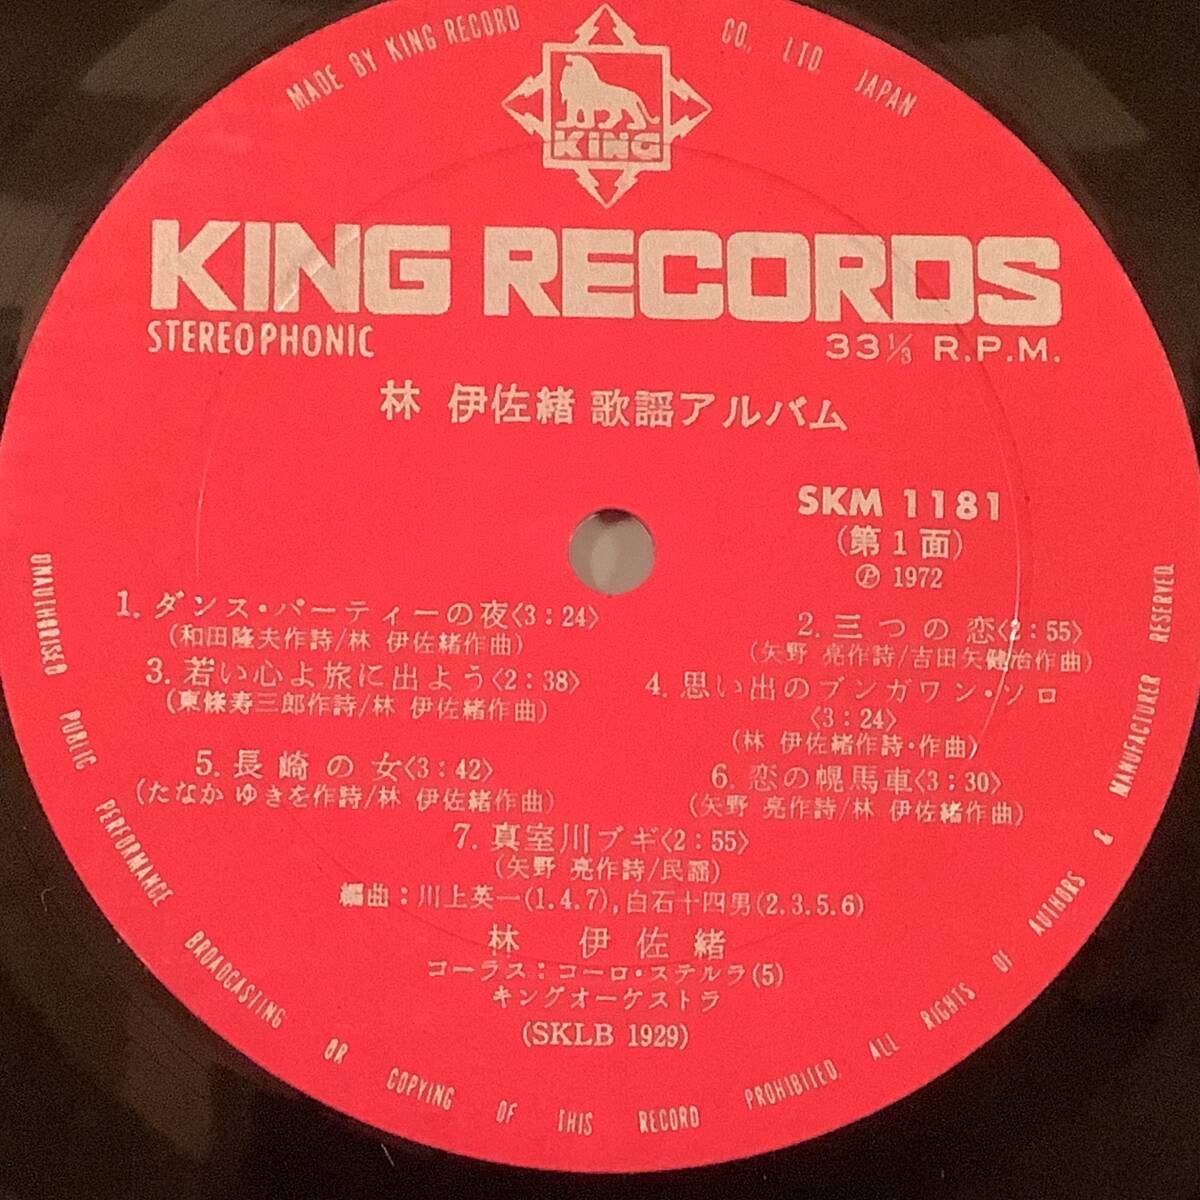 MADE BY KING RECORD CO., LTD. JAPAN
KING
KING RECORDS
STEREOPHONIC
33⅓ R.P.M.
林 伊佐緒 歌謡アルバム
SKM 1181
(第1面)
Ⓟ 1972
1. ダンス・パーティーの夜〈3:24〉
(和田隆夫作詩/林 伊佐緒作曲)
2. 三つの恋〈2:55〉
(矢野 亮作詩/吉田矢健治作曲)
3. 若い心よ旅に出よう〈2:38〉
(東條寿三郎作詩/林 伊佐緒作曲)
4. 思い出のブンガワン・ソロ
〈3:24〉
(林 伊佐緒作詩・作曲)
5. 長崎の女〈3:42〉
(たなか ゆきを作詩/林 伊佐緒作曲)
6. 恋の幌馬車〈3:30〉
(矢野 亮作詩/林 伊佐緒作曲)
7. 真室川ブギ〈2:55〉
(矢野 亮作詩/民謡)
編曲:川上英一(1.4.7),白石十四男(2.3.5.6)
林 伊佐緒
コーラス:コーロ・ステルラ(5)
キングオーケストラ
(SKLB 1929)
UNAUTHORISED PUBLIC PERFORMANCE BROADCASTING OR COPYING OF THIS RECORD PROHIBITED. ALL RIGHTS OF AUTHORS & MANUFACTURER RESERVED.